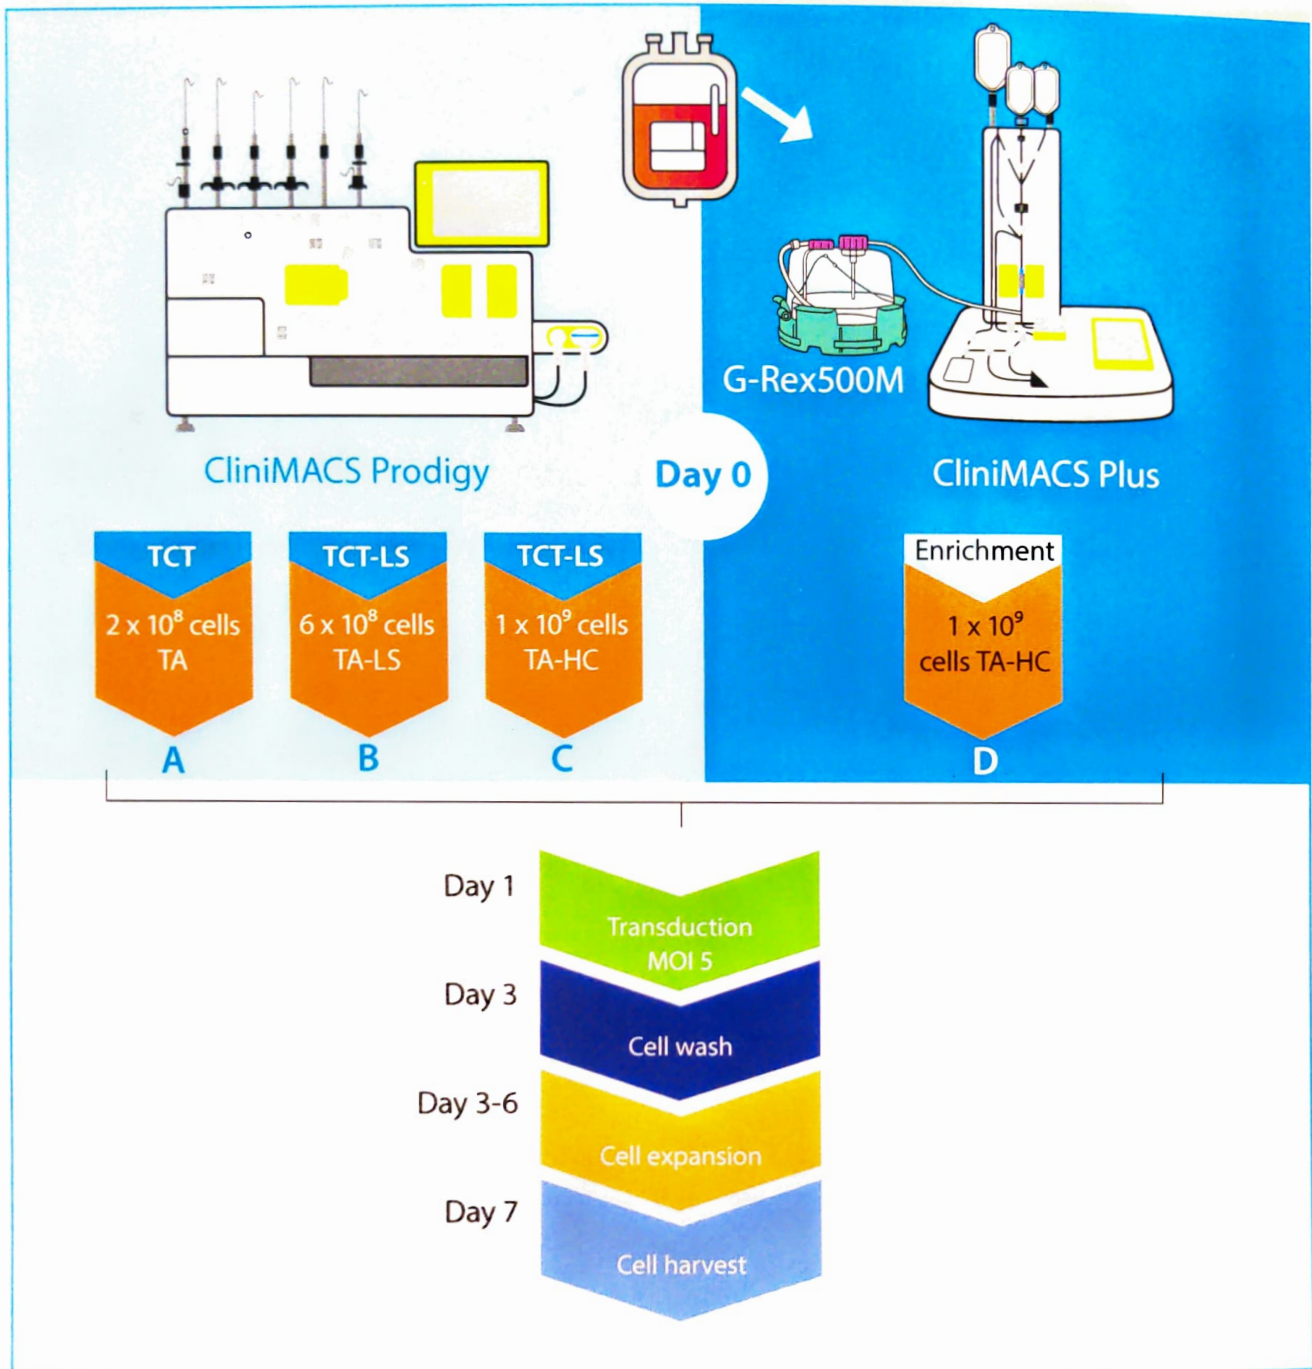 G-Rex500M
CliniMACS Prodigy
Day 0
CliniMACS Plus
TCT
2 x 10⁸ cells
TA
A
TCT-LS
6 x 10⁸ cells
TA-LS
B
TCT-LS
1 x 10⁹ cells
TA-HC
C
Enrichment
1 x 10⁹
cells TA-HC
D
Day 1
Transduction
MOI 5
Day 3
Cell wash
Day 3-6
Cell expansion
Day 7
Cell harvest